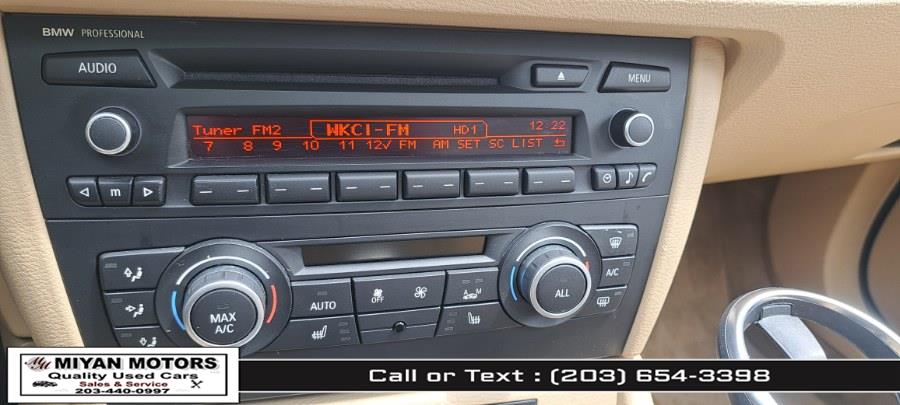 BMW PROFESSIONAL
AUDIO
MENU
Tuner FM2 WKCI-FM HD1 12:22
7 8 9 10 11 12√ FM AM SET SC LIST
m
MAX A/C
AUTO
OFF
A M
ALL
A/C
MIYAN MOTORS
Quality Used Cars
Sales & Service
203-440-0997
Call or Text : (203) 654-3398